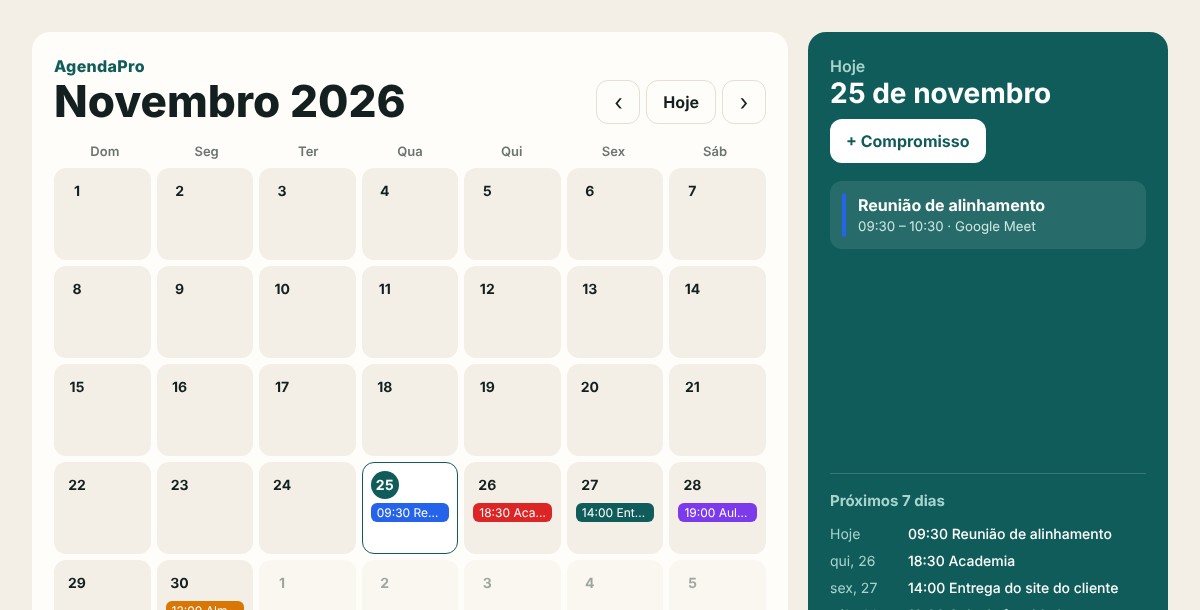 AgendaPro
Novembro 2026
‹ Hoje ›
Dom Seg Ter Qua Qui Sex Sáb
1 2 3 4 5 6 7
8 9 10 11 12 13 14
15 16 17 18 19 20 21
22 23 24 25 26 27 28
09:30 Re… 18:30 Aca… 14:00 Ent… 19:00 Aul…
29 30 1 2 3 4 5
Hoje
25 de novembro
+ Compromisso
Reunião de alinhamento
09:30 – 10:30 · Google Meet
Próximos 7 dias
Hoje 09:30 Reunião de alinhamento
qui, 26 18:30 Academia
sex, 27 14:00 Entrega do site do cliente